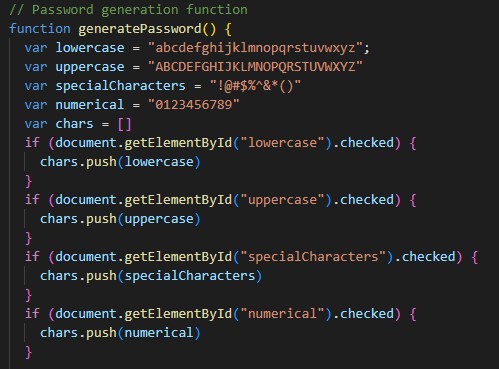 // Password generation function
function generatePassword() {
var lowercase = "abcdefghijklmnopqrstuvwxyz";
var uppercase = "ABCDEFGHIJKLMNOPQRSTUVWXYZ"
var specialCharacters = "!@#$%^&*()"
var numerical = "0123456789"
var chars = []
if (document.getElementById("lowercase").checked) {
chars.push(lowercase)
}
if (document.getElementById("uppercase").checked) {
chars.push(uppercase)
}
if (document.getElementById("specialCharacters").checked) {
chars.push(specialCharacters)
}
if (document.getElementById("numerical").checked) {
chars.push(numerical)
}